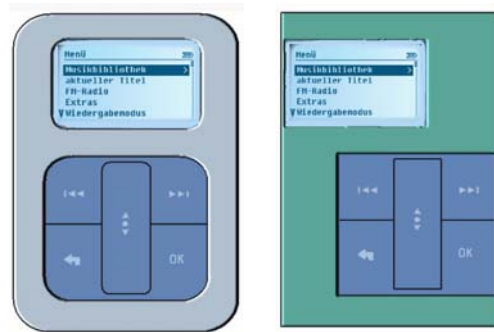 Menü
Musikbibliothek >
aktueller Titel
FM-Radio
Extras
Wiedergabemodus
OK
Menü
Musikbibliothek >
aktueller Titel
FM-Radio
Extras
Wiedergabemodus
OK